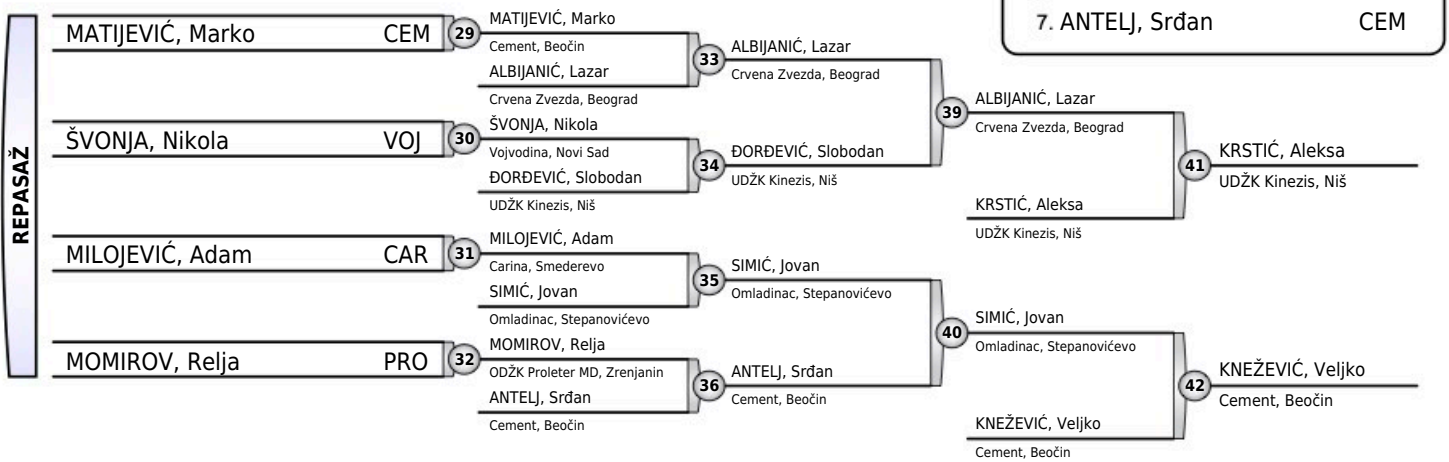 7. ANTELJ, Srđan CEM
REPASAŽ
MATIJEVIĆ, Marko CEM
ŠVONJA, Nikola VOJ
MILOJEVIĆ, Adam CAR
MOMIROV, Relja PRO
29
MATIJEVIĆ, Marko
Cement, Beočin
ALBIJANIĆ, Lazar
Crvena Zvezda, Beograd
30
ŠVONJA, Nikola
Vojvodina, Novi Sad
ĐORĐEVIĆ, Slobodan
UDŽK Kinezis, Niš
31
MILOJEVIĆ, Adam
Carina, Smederevo
SIMIĆ, Jovan
Omladinac, Stepanovićevo
32
MOMIROV, Relja
ODŽK Proleter MD, Zrenjanin
ANTELJ, Srđan
Cement, Beočin
33
ALBIJANIĆ, Lazar
Crvena Zvezda, Beograd
34
ĐORĐEVIĆ, Slobodan
UDŽK Kinezis, Niš
35
SIMIĆ, Jovan
Omladinac, Stepanovićevo
36
ANTELJ, Srđan
Cement, Beočin
39
ALBIJANIĆ, Lazar
Crvena Zvezda, Beograd
KRSTIĆ, Aleksa
UDŽK Kinezis, Niš
40
SIMIĆ, Jovan
Omladinac, Stepanovićevo
KNEŽEVIĆ, Veljko
Cement, Beočin
41
KRSTIĆ, Aleksa
UDŽK Kinezis, Niš
42
KNEŽEVIĆ, Veljko
Cement, Beočin